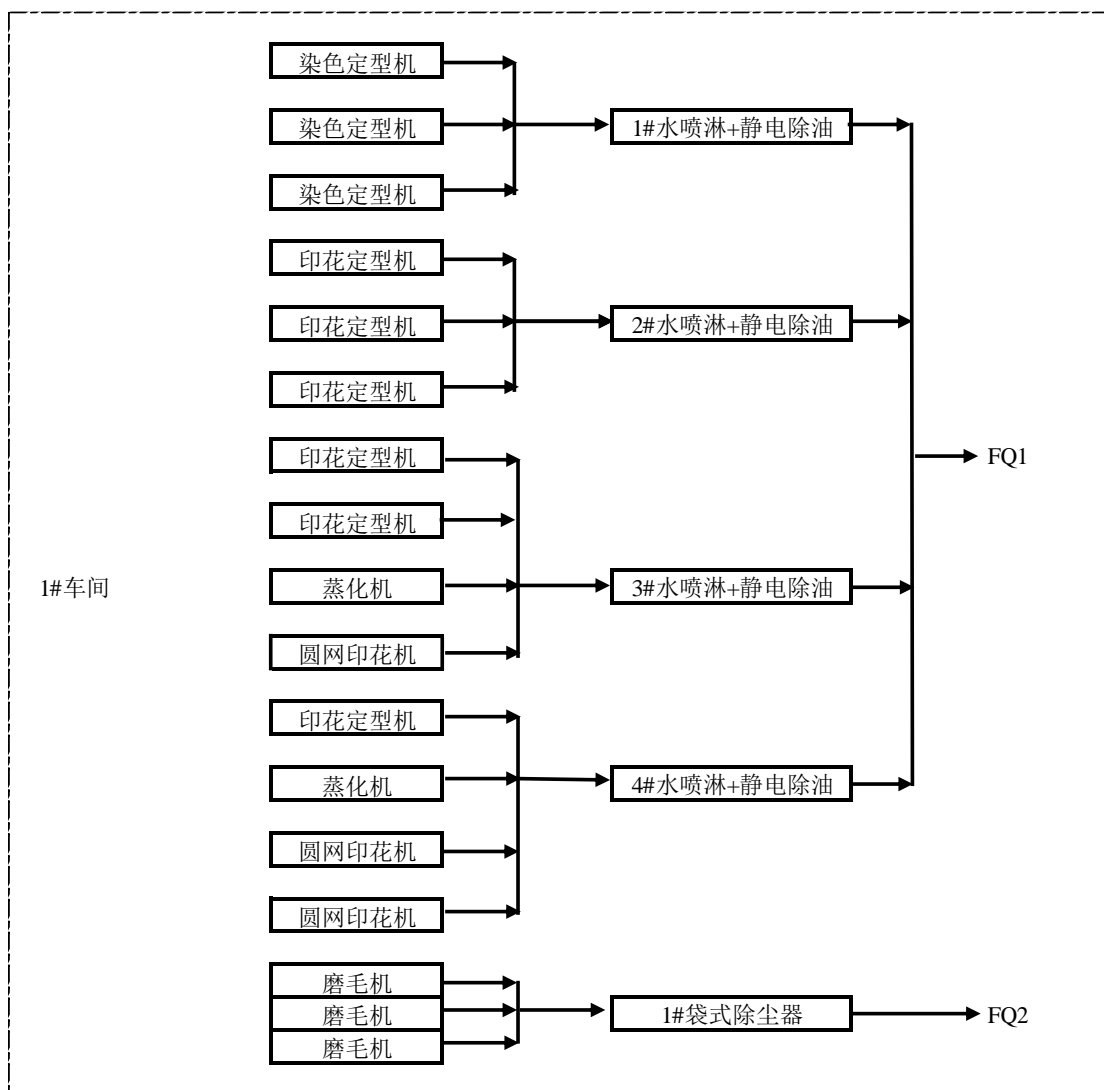 染色定型机
染色定型机
1#水喷淋+静电除油
染色定型机
印花定型机
印花定型机
2#水喷淋+静电除油
印花定型机
印花定型机
FQ1
印花定型机
1#车间
蒸化机
3#水喷淋+静电除油
圆网印花机
印花定型机
蒸化机
4#水喷淋+静电除油
圆网印花机
圆网印花机
磨毛机
磨毛机
1#袋式除尘器
FQ2
磨毛机